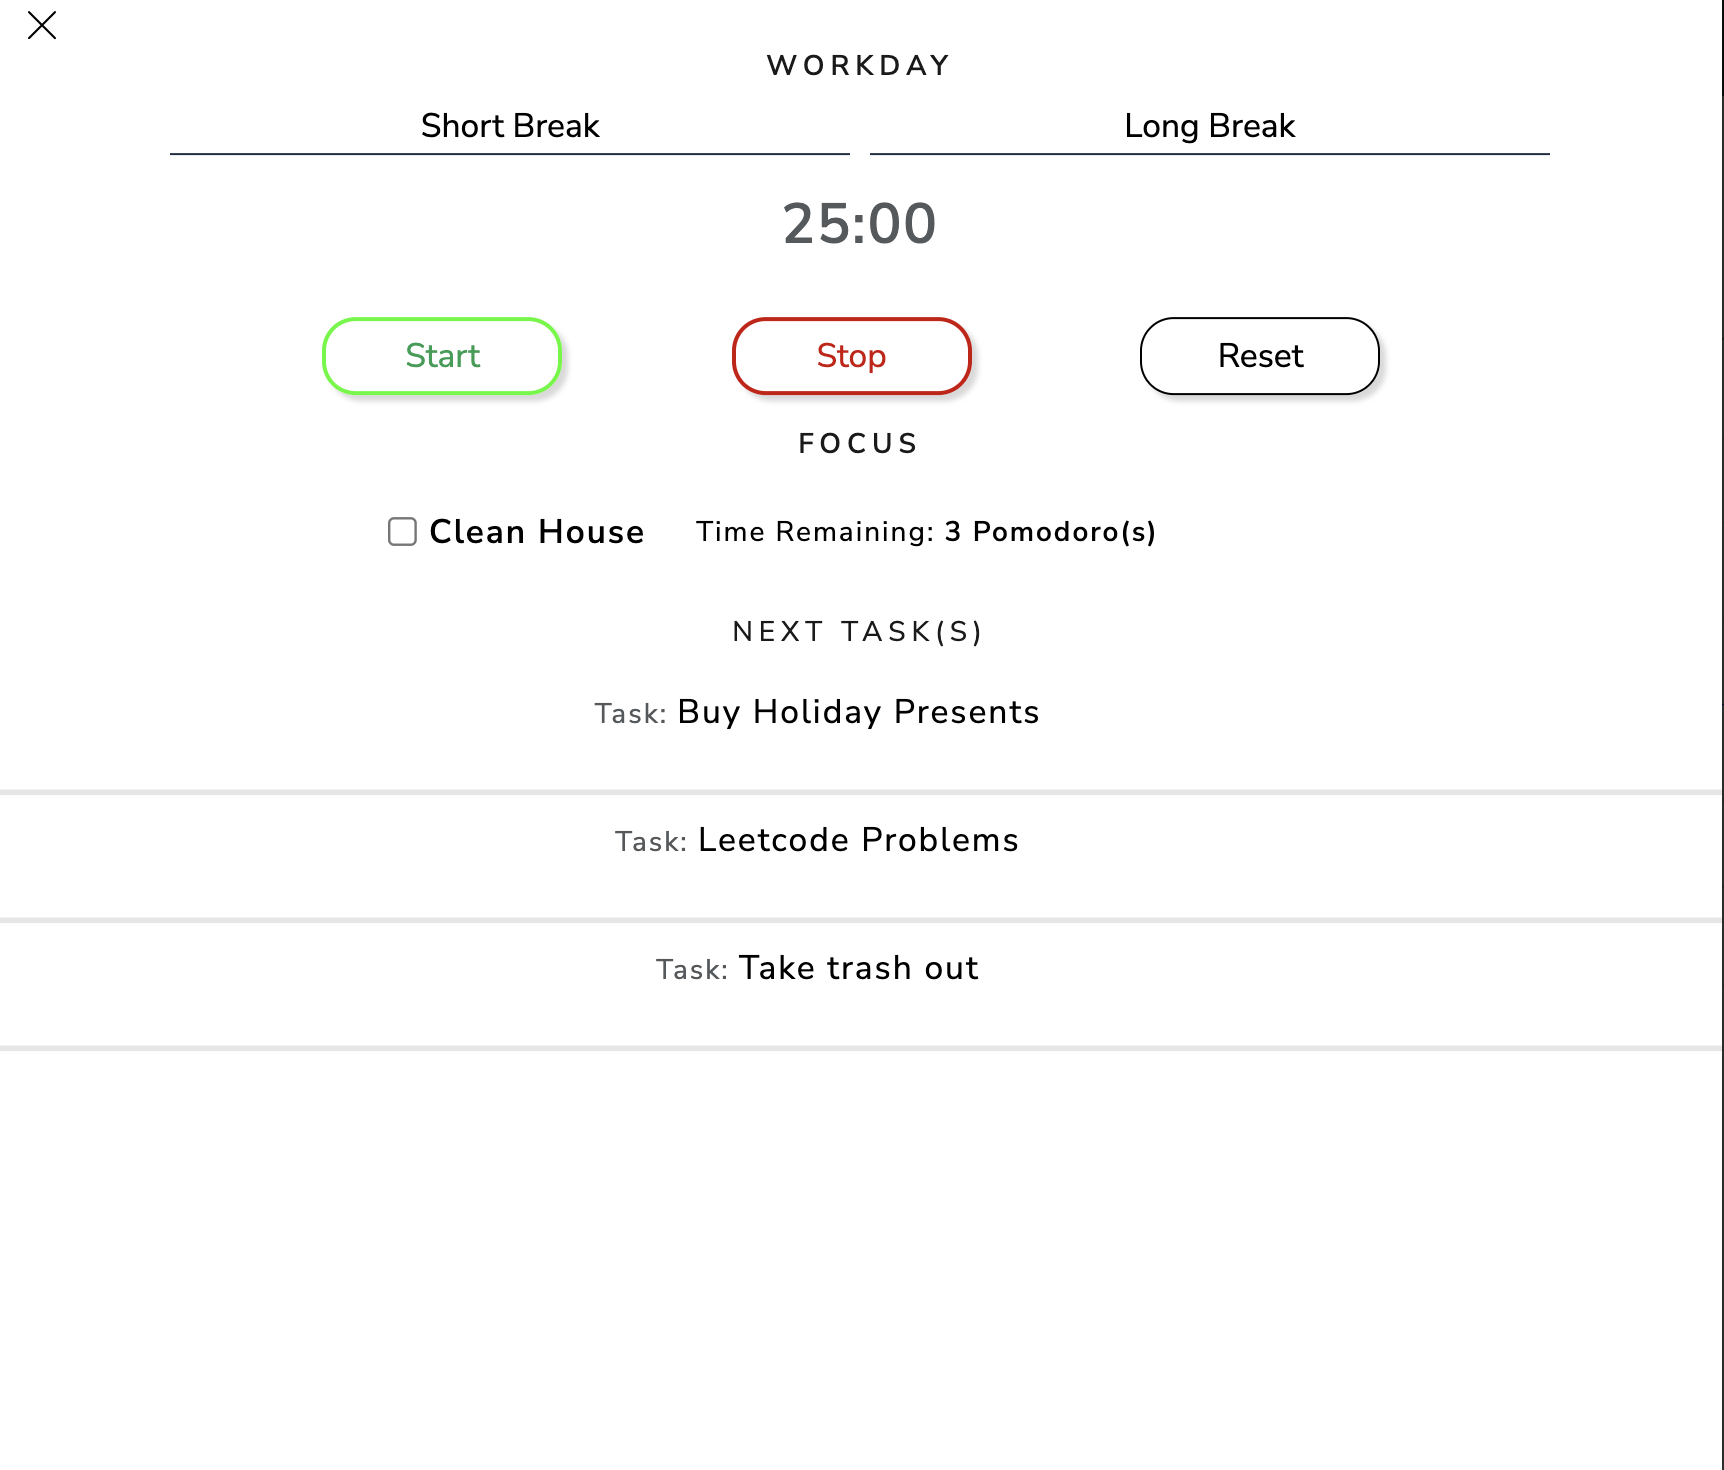 WORKDAY
Short Break Long Break
25:00
Start Stop Reset
FOCUS
Clean House Time Remaining: 3 Pomodoro(s)
NEXT TASK(S)
Task: Buy Holiday Presents
Task: Leetcode Problems
Task: Take trash out